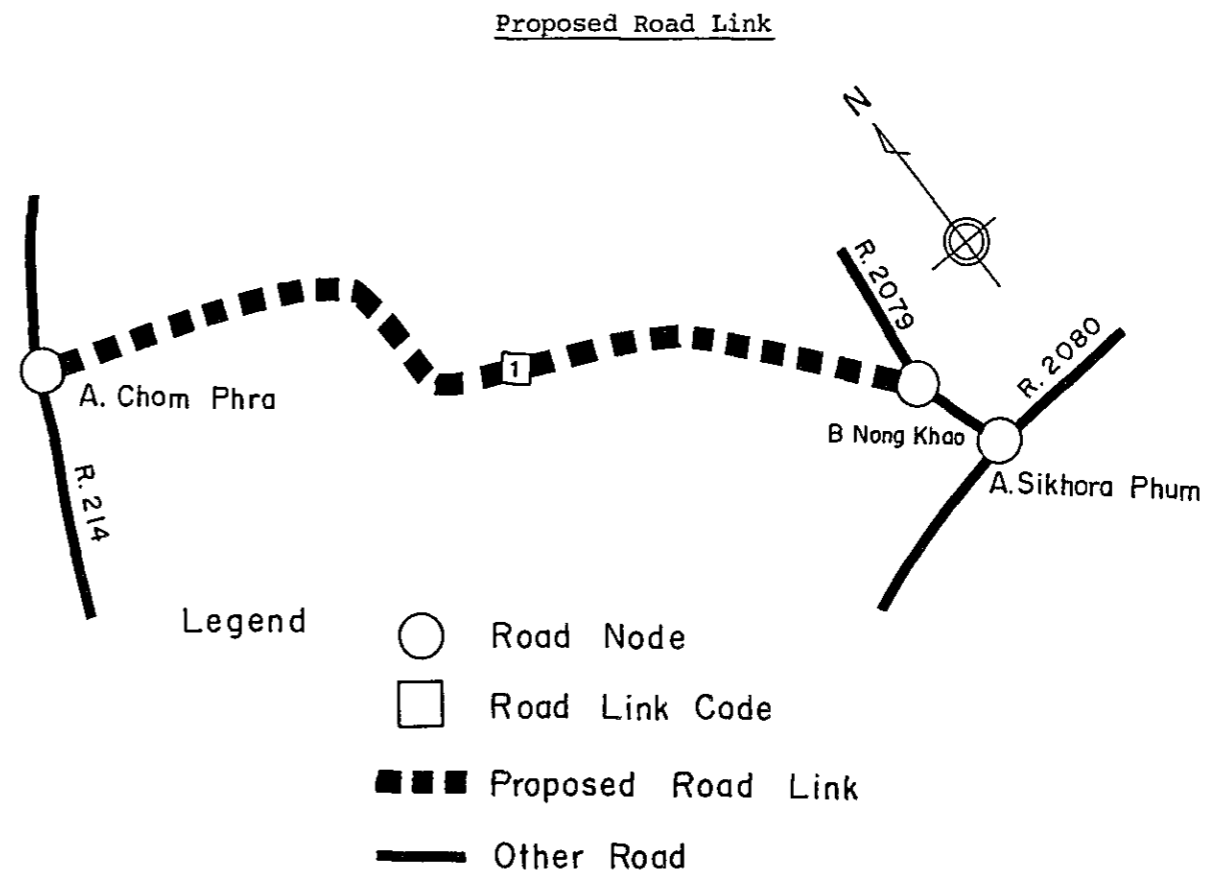 Proposed Road Link
N
R. 2079
R. 2080
1
A. Chom Phra
B Nong Khao
A. Sikhora Phum
R. 214
Legend
Road Node
Road Link Code
Proposed Road Link
Other Road